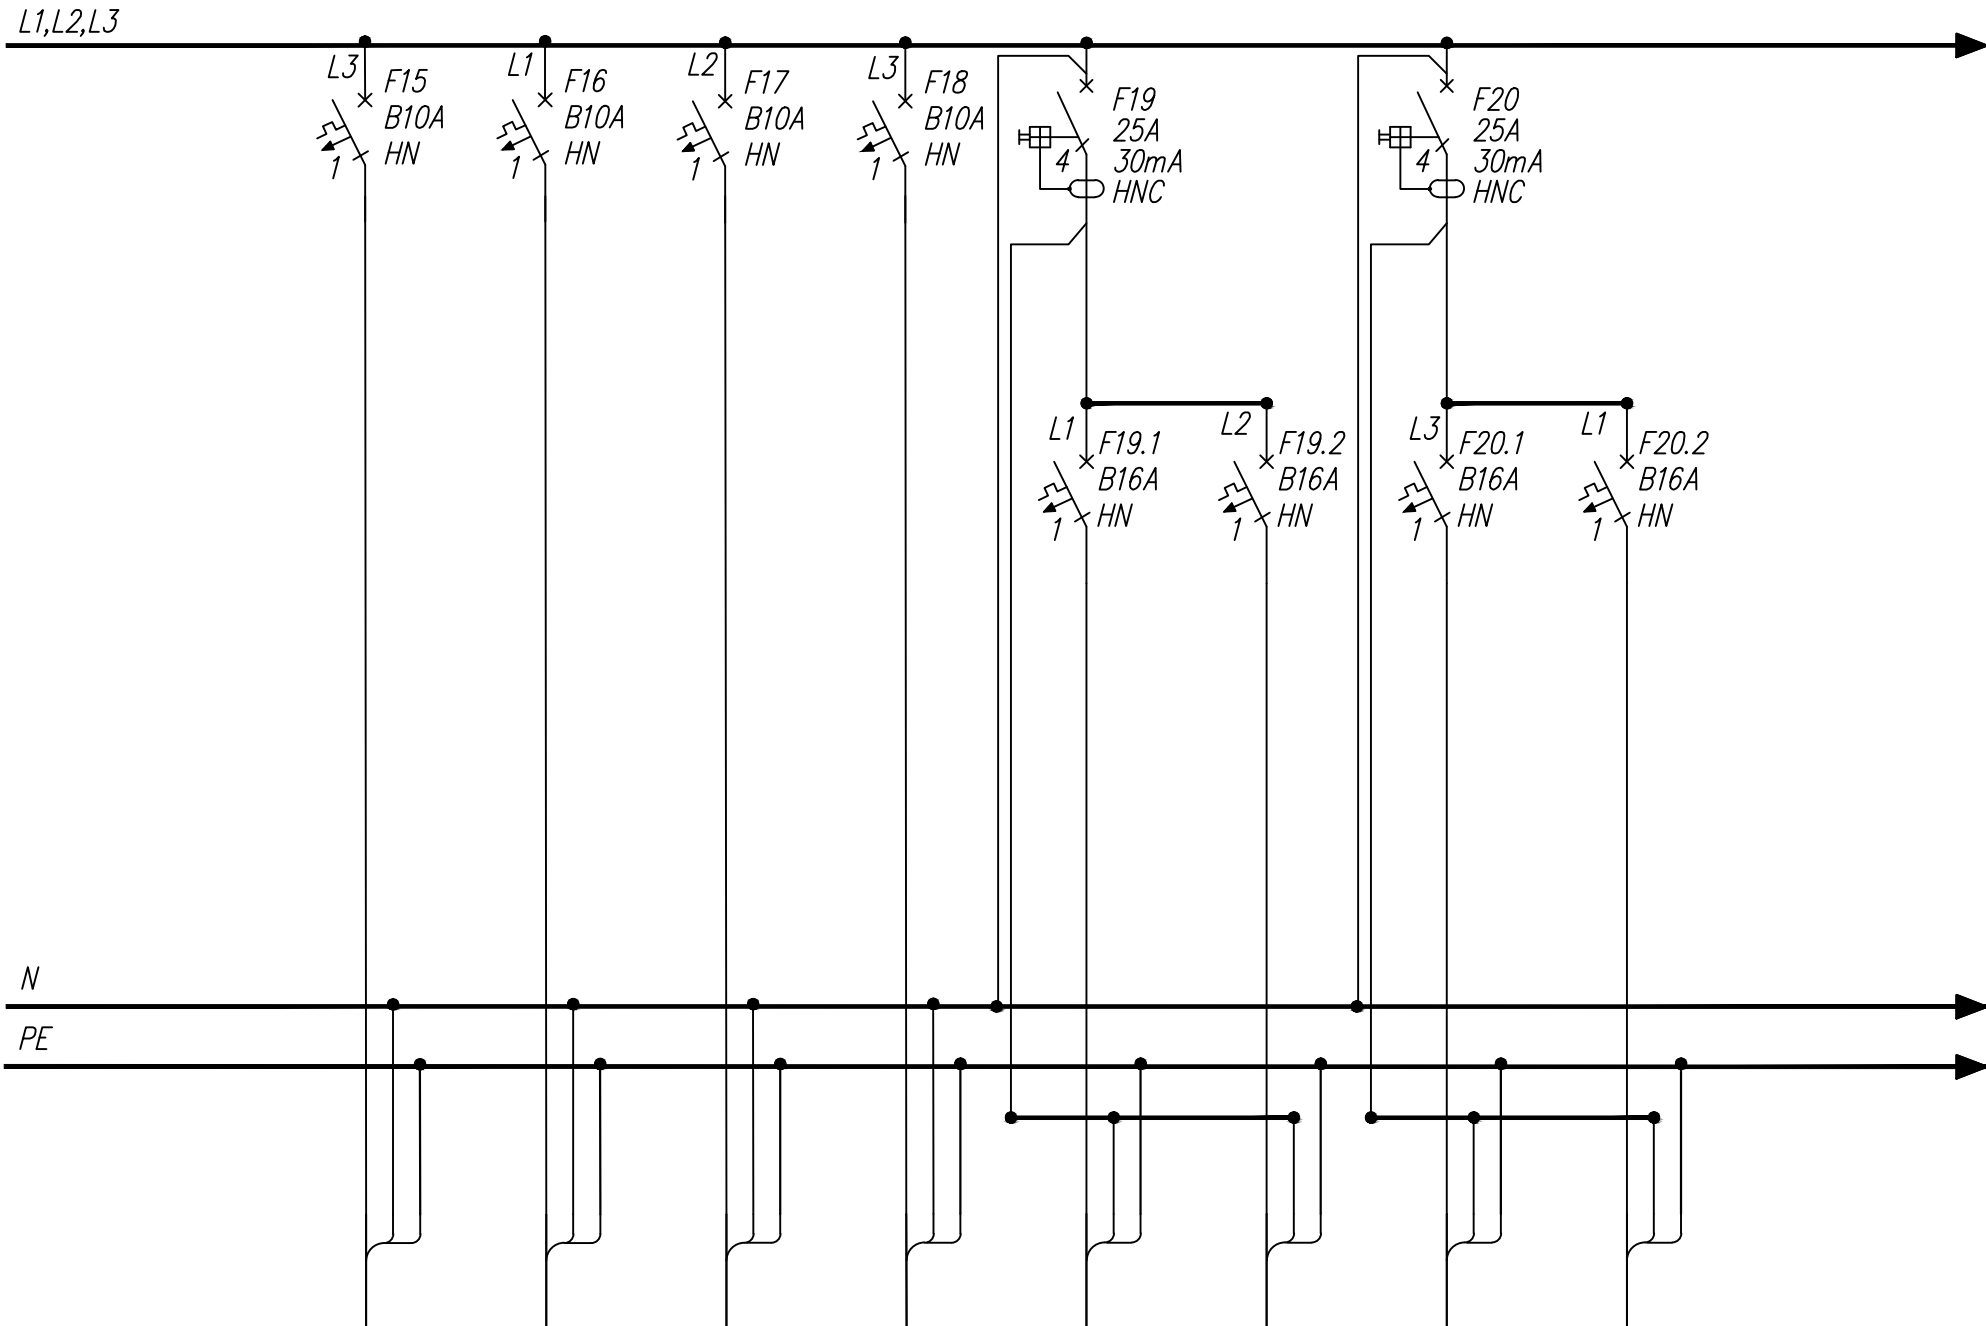 L1,L2,L3
L3
F15
B10A
HN
1
L1
F16
B10A
HN
1
L2
F17
B10A
HN
1
L3
F18
B10A
HN
1
F19
25A
30mA
HNC
4
F20
25A
30mA
HNC
4
L1
F19.1
B16A
HN
1
L2
F19.2
B16A
HN
1
L3
F20.1
B16A
HN
1
L1
F20.2
B16A
HN
1
N
PE